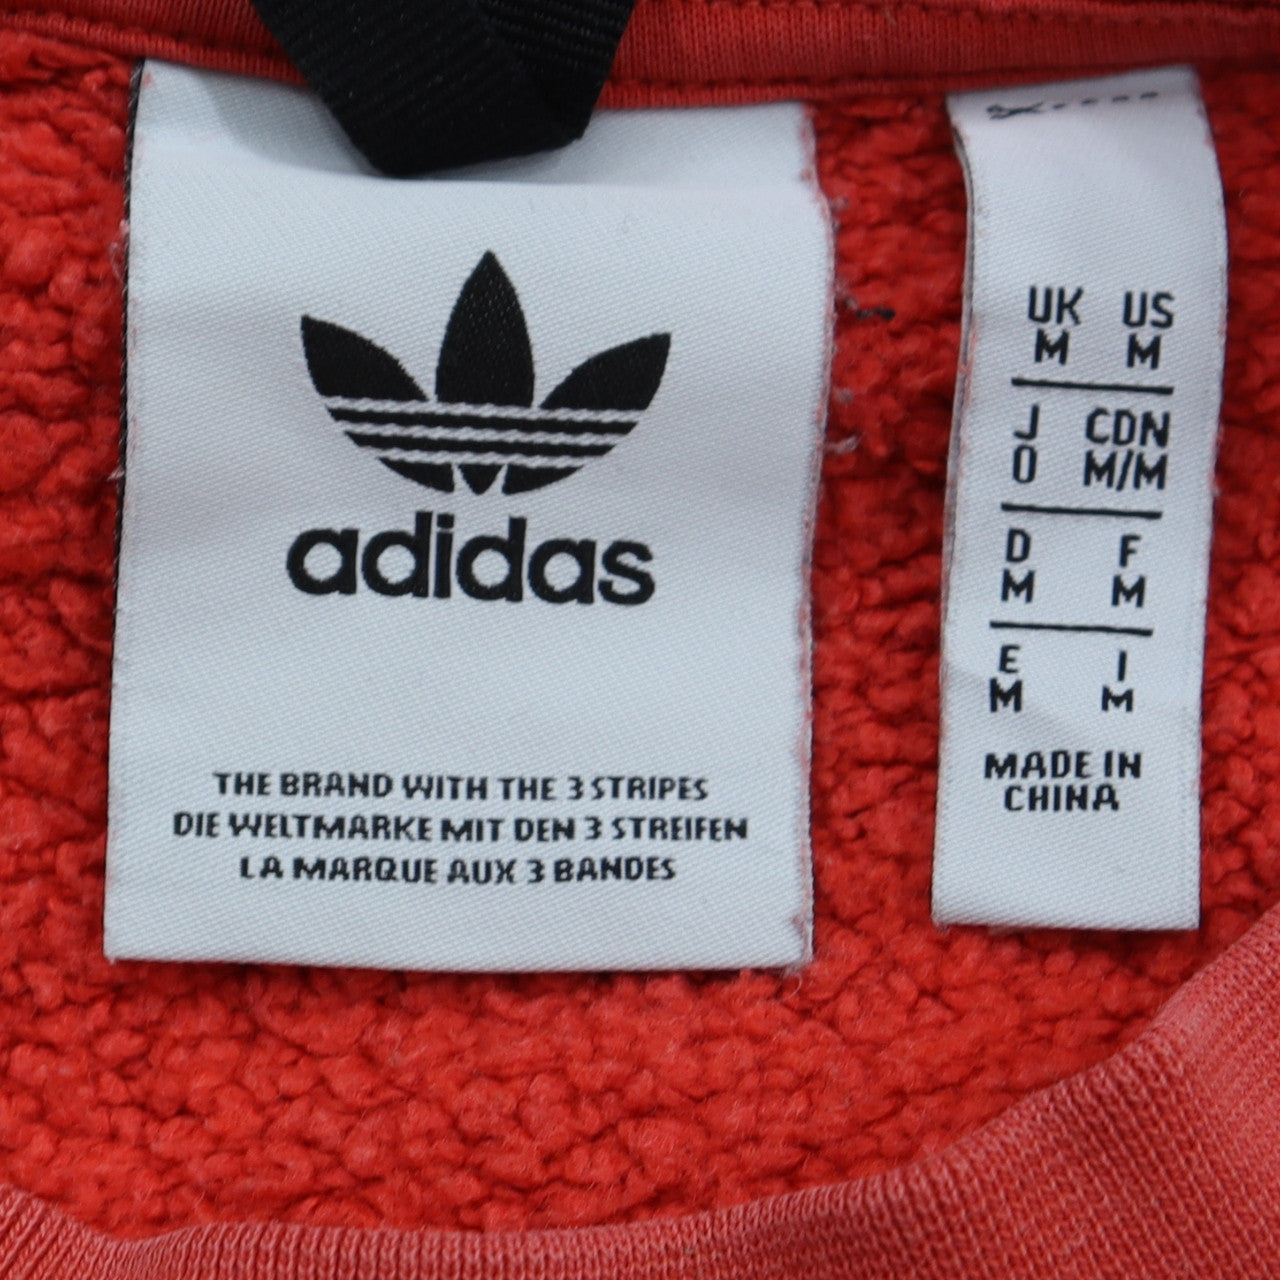 adidas
THE BRAND WITH THE 3 STRIPES
DIE WELTMARKE MIT DEN 3 STREIFEN
LA MARQUE AUX 3 BANDES
UK US
M M
J CDN
O M/M
D F
M M
E I
M M
MADE IN
CHINA